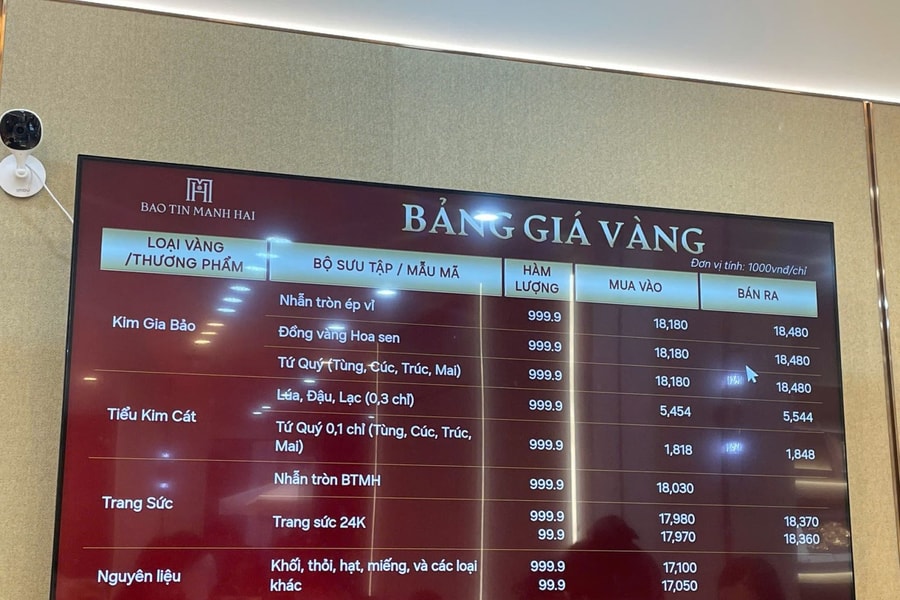 BAO TIN MANH HAI
BẢNG GIÁ VÀNG
Đơn vị tính: 1000vnđ/chỉ
LOẠI VÀNG
/THƯƠNG PHẨM
BỘ SƯU TẬP / MẪU MÃ
HÀM
LƯỢNG
MUA VÀO
BÁN RA
Kim Gia Bảo
Nhẫn tròn ép vỉ 999.9 18,180 18,480
Đồng vàng Hoa sen 999.9 18,180 18,480
Tứ Quý (Tùng, Cúc, Trúc, Mai) 999.9 18,180 18,480
Tiểu Kim Cát
Lúa, Đậu, Lạc (0,3 chỉ) 999.9 5,454 5,544
Tứ Quý 0,1 chỉ (Tùng, Cúc, Trúc,
Mai) 999.9 1,818 1,848
Trang Sức
Nhẫn tròn BTMH 999.9 18,030
Trang sức 24K 999.9 17,980 18,370
99.9 17,970 18,360
Nguyên liệu
Khối, thỏi, hạt, miếng, và các loại 999.9 17,100
khác 99.9 17,050